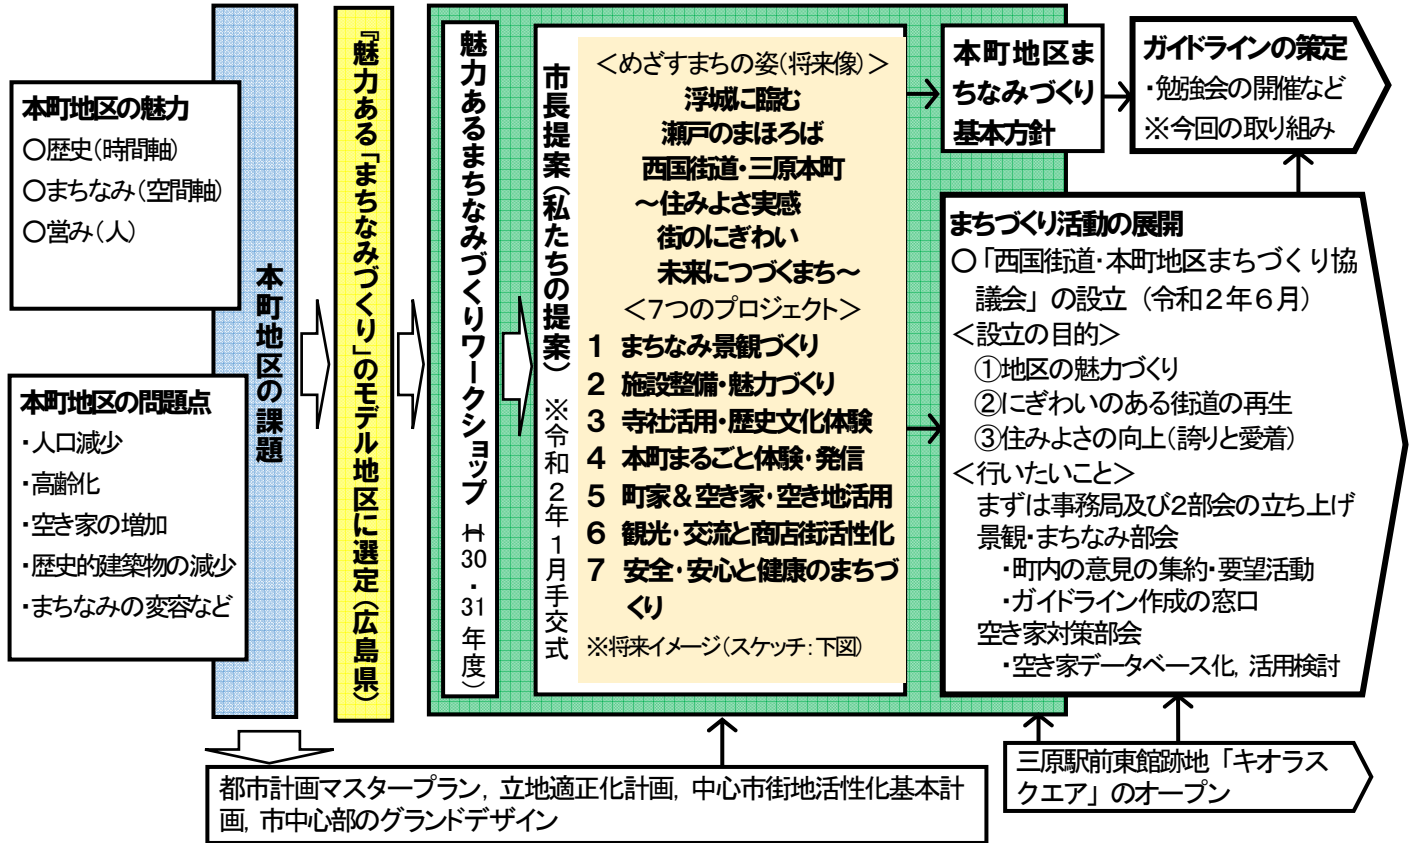 本町地区の魅力
○歴史（時間軸）
○まちなみ（空間軸）
○営み（人）
本町地区の問題点
・人口減少
・高齢化
・空き家の増加
・歴史的建築物の減少
・まちなみの変容など
本町地区の課題
『魅力ある「まちなみづくり」のモデル地区に選定（広島県）
魅力あるまちなみづくりワークショップ（H30・31年度）
市長提案（私たちの提案）※令和２年１月手交式
＜めざすまちの姿（将来像）＞
浮城に臨む
瀬戸のまほろば
西国街道・三原本町
～住みよさ実感
街のにぎわい
未来につづくまち～
＜７つのプロジェクト＞
１ まちなみ景観づくり
２ 施設整備・魅力づくり
３ 寺社活用・歴史文化体験
４ 本町まるごと体験・発信
５ 町家＆空き家・空き地活用
６ 観光・交流と商店街活性化
７ 安全・安心と健康のまちづ
くり
※将来イメージ（スケッチ：下図）
本町地区ま
ちなみづくり
基本方針
ガイドラインの策定
・勉強会の開催など
※今回の取り組み
まちづくり活動の展開
○「西国街道・本町地区まちづくり協
議会」の設立（令和２年６月）
＜設立の目的＞
①地区の魅力づくり
②にぎわいのある街道の再生
③住みよさの向上（誇りと愛着）
＜行いたいこと＞
まずは事務局及び２部会の立ち上げ
景観・まちなみ部会
・町内の意見の集約・要望活動
・ガイドライン作成の窓口
空き家対策部会
・空き家データベース化，活用検討
都市計画マスタープラン，立地適正化計画，中心市街地活性化基本計
画，市中心部のグランドデザイン
三原駅前東館跡地「キオラス
クエア」のオープン